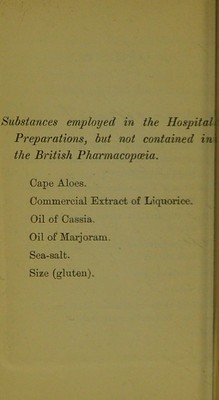 Substances employed in the Hospital
Preparations, but not contained in
the British Pharmacopœia.
Cape Aloes.
Commercial Extract of Liquorice.
Oil of Cassia.
Oil of Marjoram.
Sea-salt.
Size (gluten).